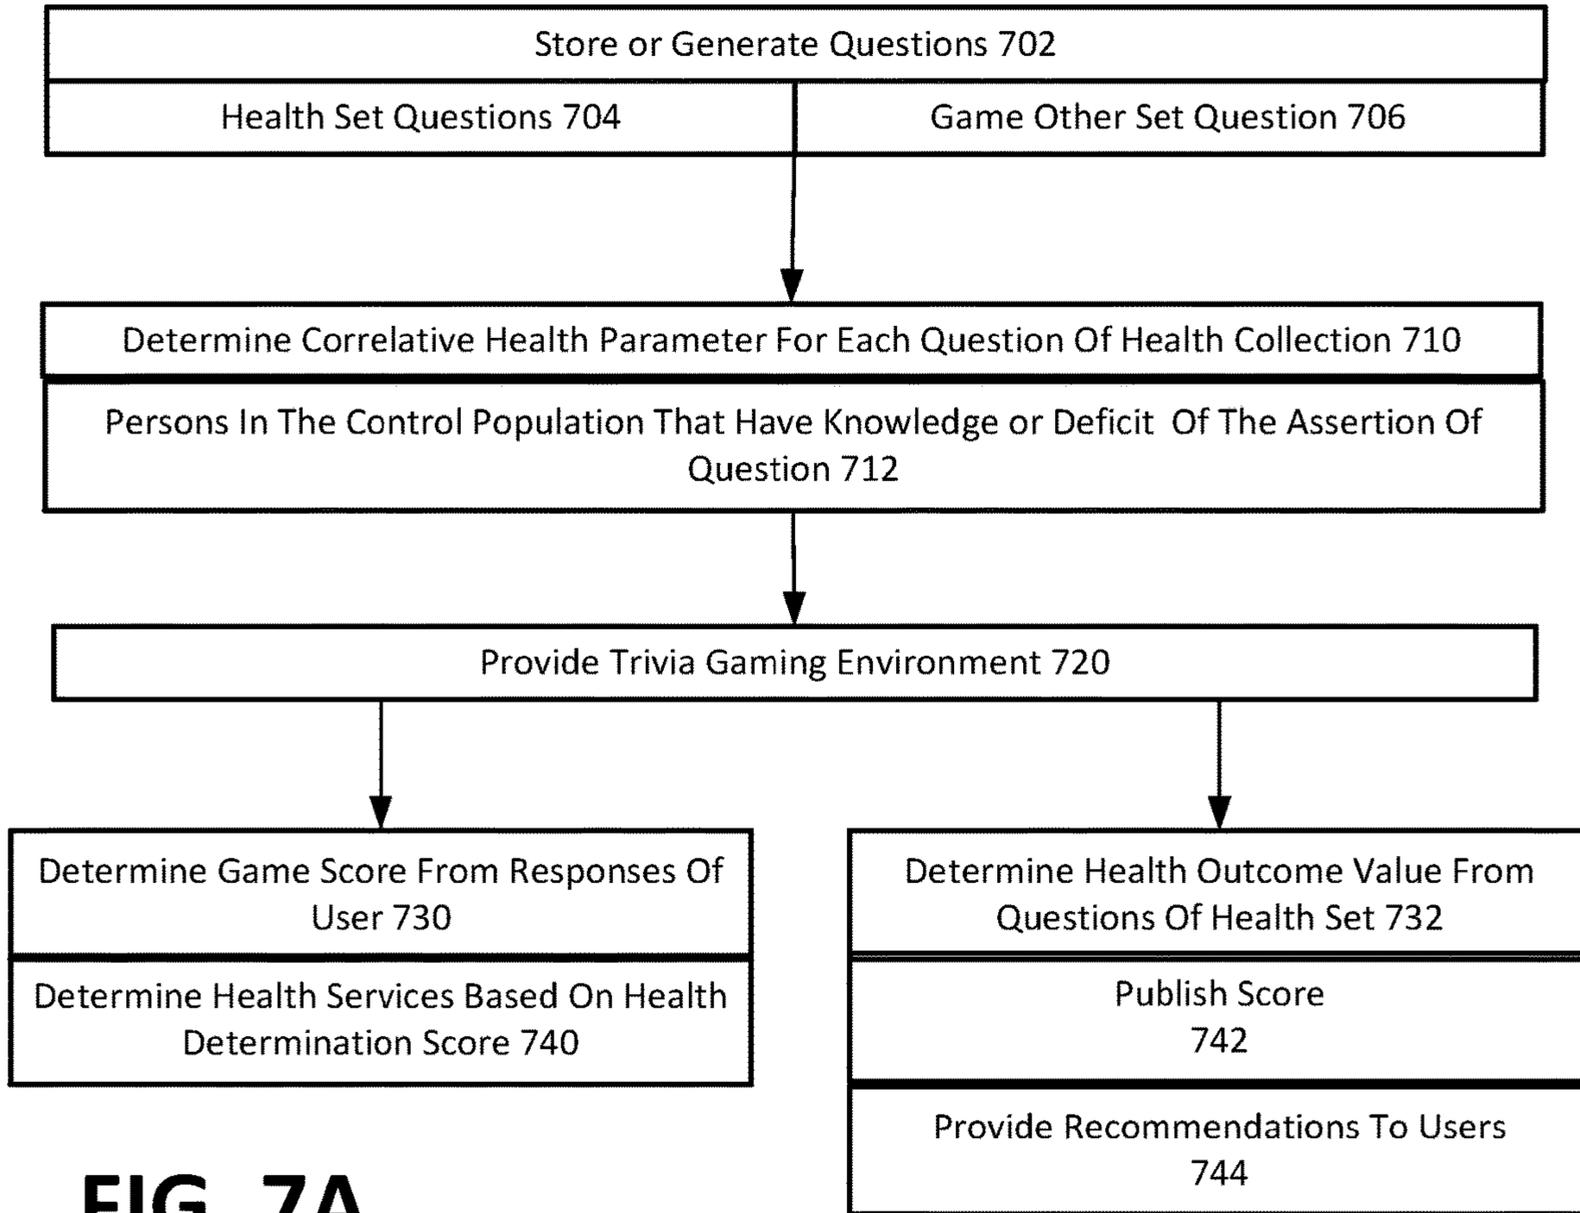 Store or Generate Questions 702
Health Set Questions 704
Game Other Set Question 706
Determine Correlative Health Parameter For Each Question Of Health Collection 710
Persons In The Control Population That Have Knowledge or Deficit Of The Assertion Of
Question 712
Provide Trivia Gaming Environment 720
Determine Game Score From Responses Of
User 730
Determine Health Services Based On Health
Determination Score 740
Determine Health Outcome Value From
Questions Of Health Set 732
Publish Score
742
Provide Recommendations To Users
744
FIG. 7A